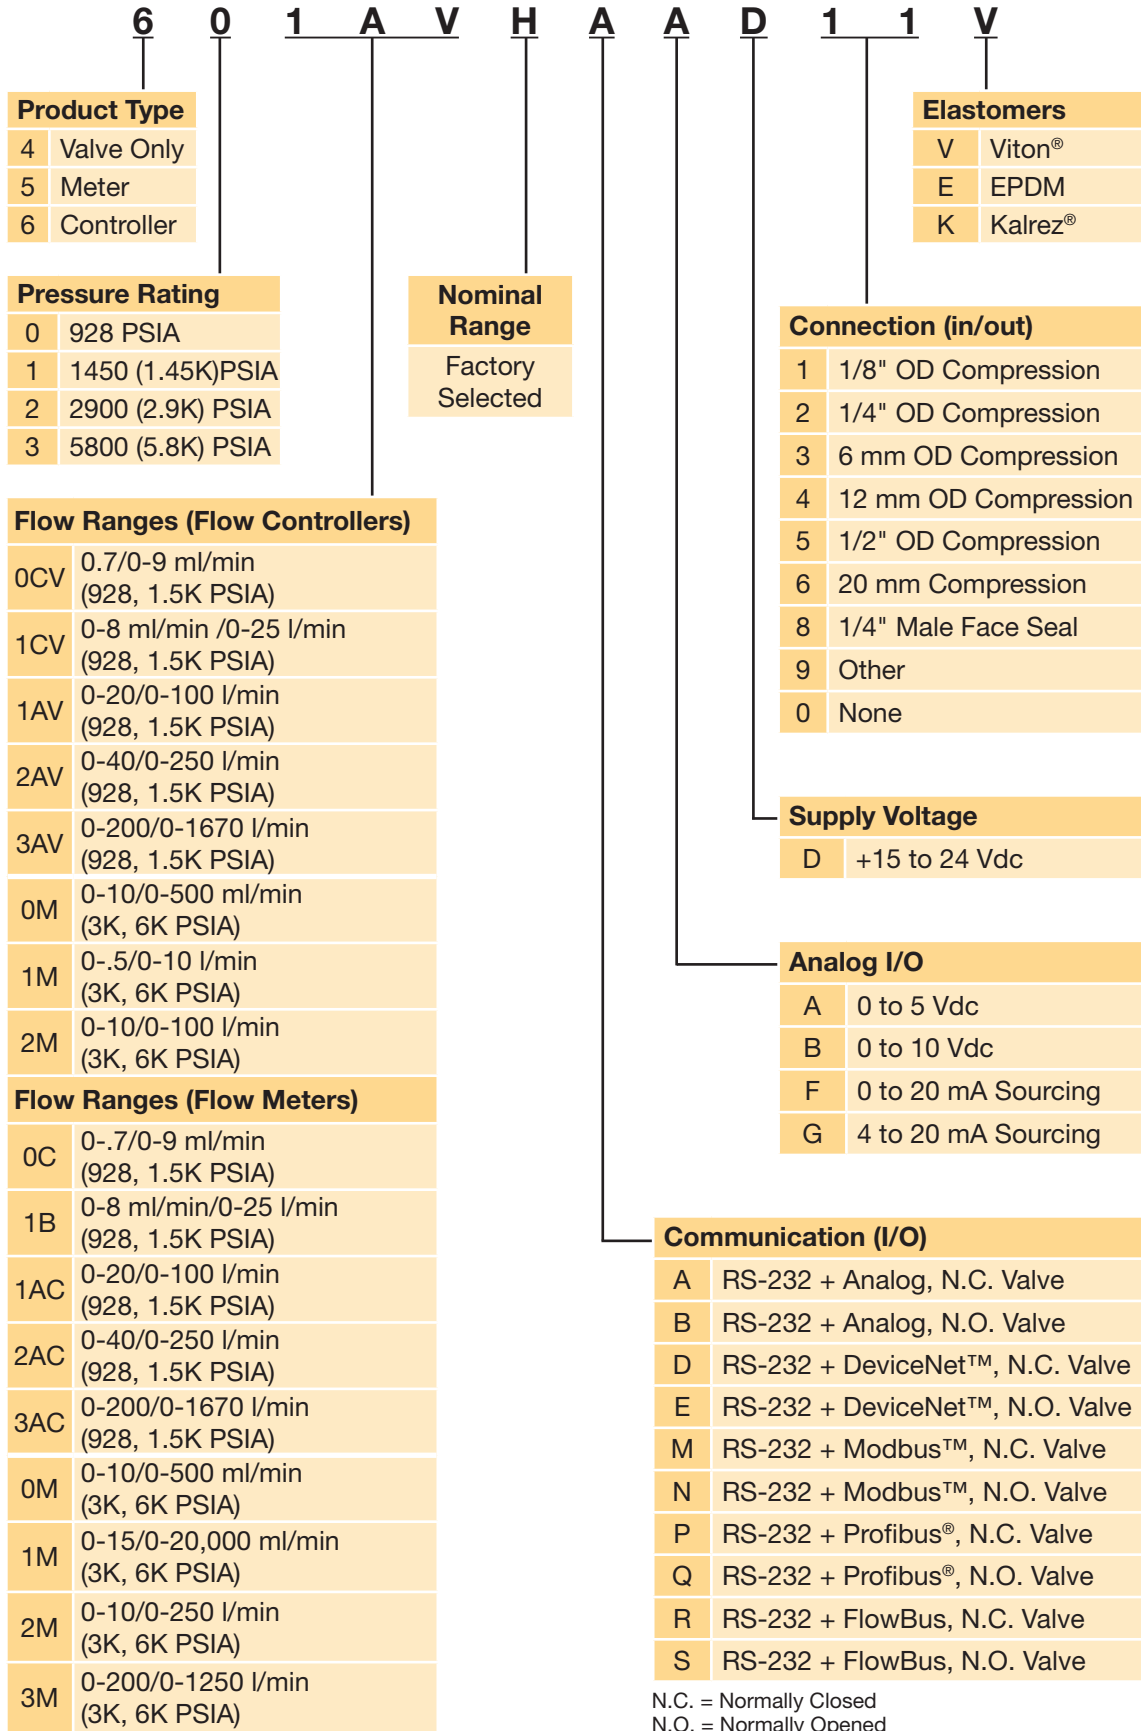 6 0 1 A V H A A D 1 1 V
Product Type
4 Valve Only
5 Meter
6 Controller
Elastomers
V Viton®
E EPDM
K Kalrez®
Pressure Rating
0 928 PSIA
1 1450 (1.45K)PSIA
2 2900 (2.9K) PSIA
3 5800 (5.8K) PSIA
Nominal
Range
Factory
Selected
Connection (in/out)
1 1/8" OD Compression
2 1/4" OD Compression
3 6 mm OD Compression
4 12 mm OD Compression
5 1/2" OD Compression
6 20 mm Compression
8 1/4" Male Face Seal
9 Other
0 None
Flow Ranges (Flow Controllers)
0CV 0.7/0-9 ml/min
(928, 1.5K PSIA)
1CV 0-8 ml/min /0-25 l/min
(928, 1.5K PSIA)
1AV 0-20/0-100 l/min
(928, 1.5K PSIA)
2AV 0-40/0-250 l/min
(928, 1.5K PSIA)
3AV 0-200/0-1670 l/min
(928, 1.5K PSIA)
0M 0-10/0-500 ml/min
(3K, 6K PSIA)
1M 0-.5/0-10 l/min
(3K, 6K PSIA)
2M 0-10/0-100 l/min
(3K, 6K PSIA)
Flow Ranges (Flow Meters)
0C 0-.7/0-9 ml/min
(928, 1.5K PSIA)
1B 0-8 ml/min/0-25 l/min
(928, 1.5K PSIA)
1AC 0-20/0-100 l/min
(928, 1.5K PSIA)
2AC 0-40/0-250 l/min
(928, 1.5K PSIA)
3AC 0-200/0-1670 l/min
(928, 1.5K PSIA)
0M 0-10/0-500 ml/min
(3K, 6K PSIA)
1M 0-15/0-20,000 ml/min
(3K, 6K PSIA)
2M 0-10/0-250 l/min
(3K, 6K PSIA)
3M 0-200/0-1250 l/min
(3K, 6K PSIA)
Supply Voltage
D +15 to 24 Vdc
Analog I/O
A 0 to 5 Vdc
B 0 to 10 Vdc
F 0 to 20 mA Sourcing
G 4 to 20 mA Sourcing
Communication (I/O)
A RS-232 + Analog, N.C. Valve
B RS-232 + Analog, N.O. Valve
D RS-232 + DeviceNet™, N.C. Valve
E RS-232 + DeviceNet™, N.O. Valve
M RS-232 + Modbus™, N.C. Valve
N RS-232 + Modbus™, N.O. Valve
P RS-232 + Profibus®, N.C. Valve
Q RS-232 + Profibus®, N.O. Valve
R RS-232 + FlowBus, N.C. Valve
S RS-232 + FlowBus, N.O. Valve
N.C. = Normally Closed
N.O. = Normally Opened